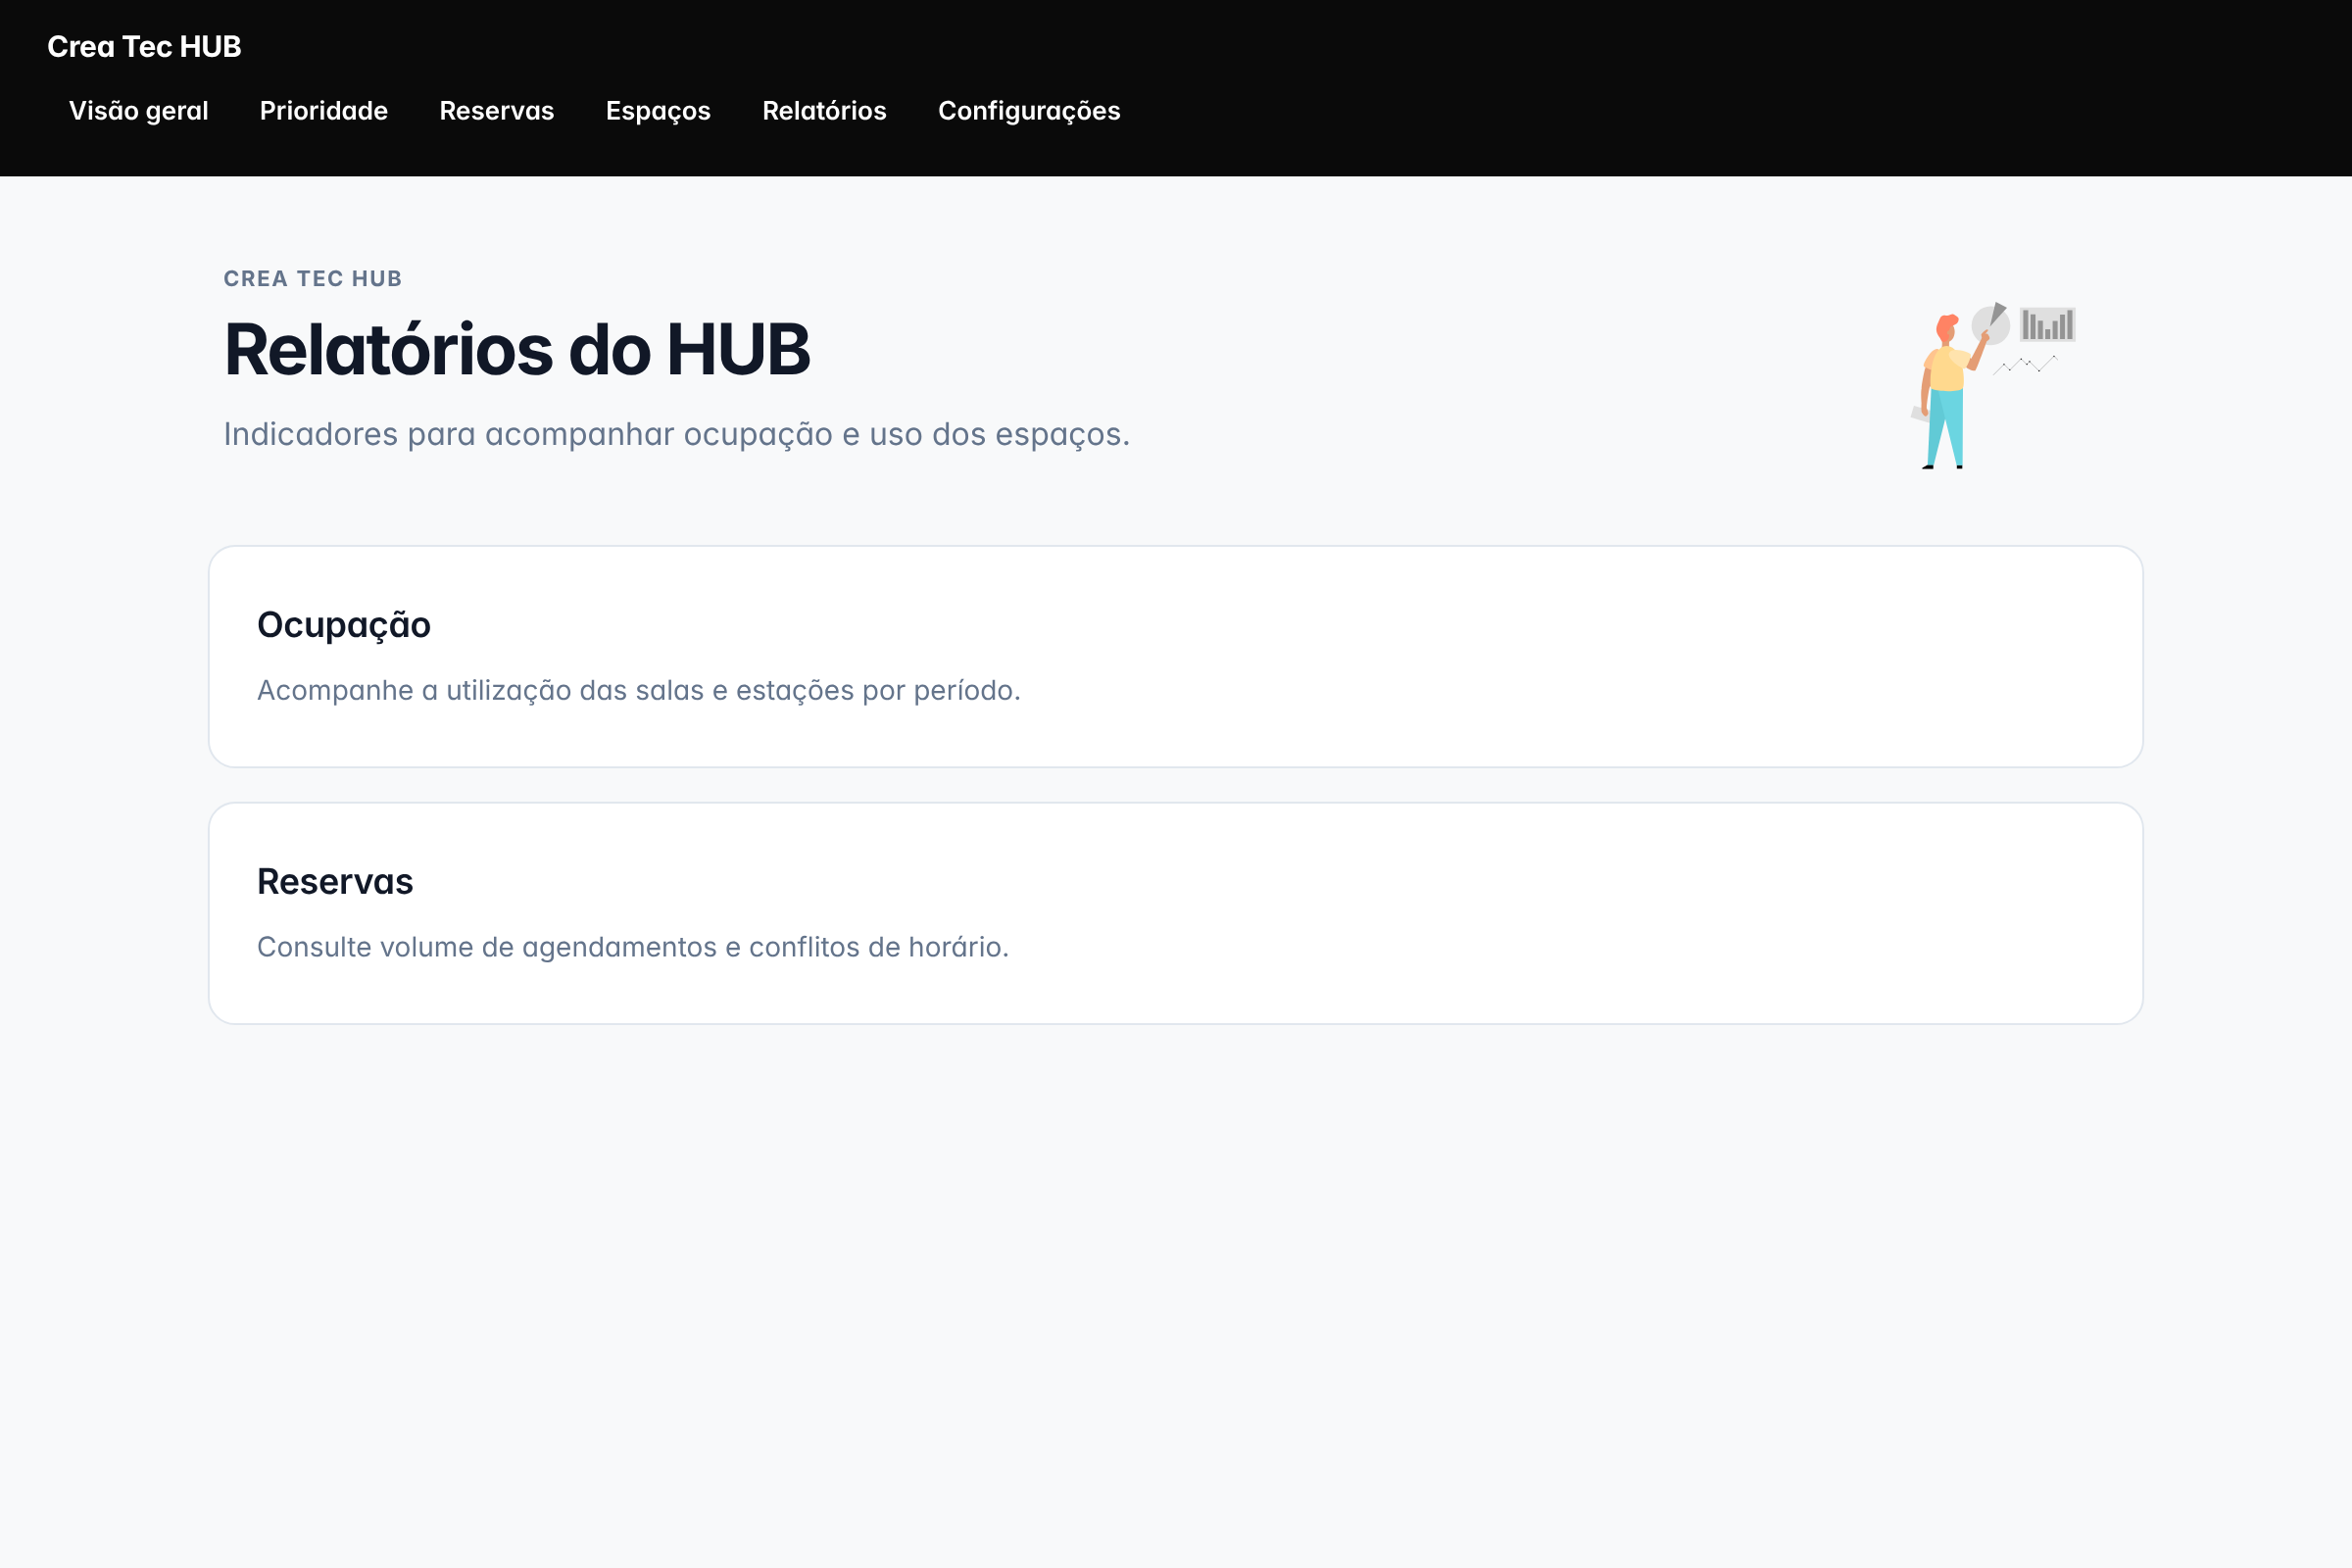 Crea Tec HUB
Visão geral Prioridade Reservas Espaços Relatórios Configurações
CREA TEC HUB
Relatórios do HUB
Indicadores para acompanhar ocupação e uso dos espaços.
Ocupação
Acompanhe a utilização das salas e estações por período.
Reservas
Consulte volume de agendamentos e conflitos de horário.